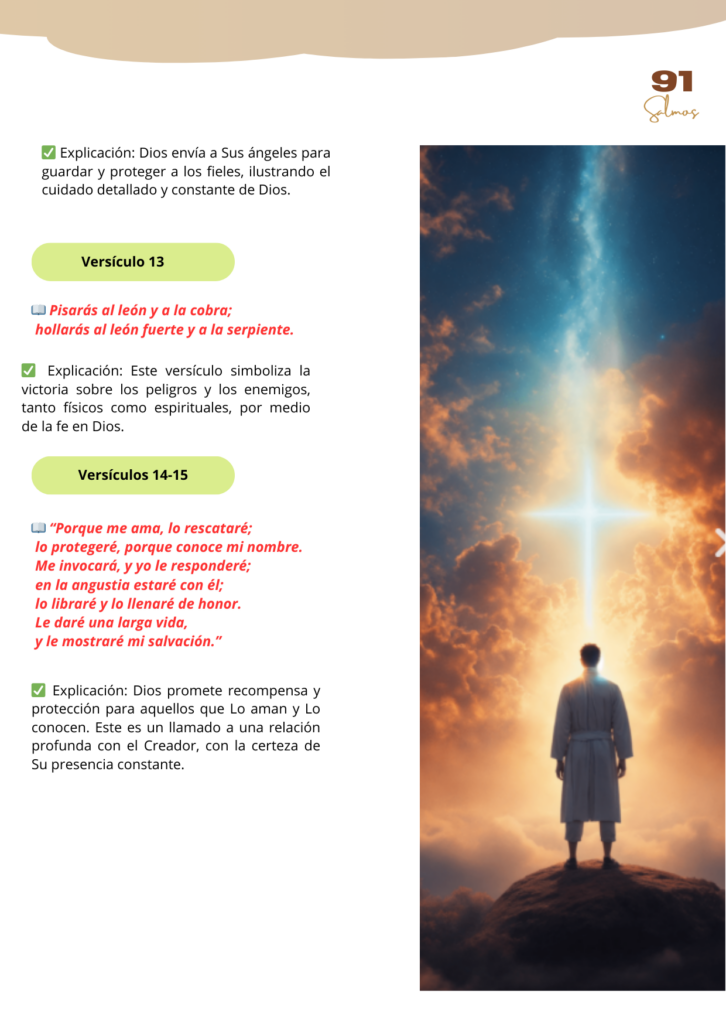 91
Salmos
✅ Explicación: Dios envía a Sus ángeles para
guardar y proteger a los fieles, ilustrando el
cuidado detallado y constante de Dios.
Versículo 13
📖 Pisarás al león y a la cobra;
hollarás al león fuerte y a la serpiente.
✅ Explicación: Este versículo simboliza la
victoria sobre los peligros y los enemigos,
tanto físicos como espirituales, por medio
de la fe en Dios.
Versículos 14-15
📖 “Porque me ama, lo rescataré;
lo protegeré, porque conoce mi nombre.
Me invocará, y yo le responderé;
en la angustia estaré con él;
lo libraré y lo llenaré de honor.
Le daré una larga vida,
y le mostraré mi salvación.”
✅ Explicación: Dios promete recompensa y
protección para aquellos que Lo aman y Lo
conocen. Este es un llamado a una relación
profunda con el Creador, con la certeza de
Su presencia constante.